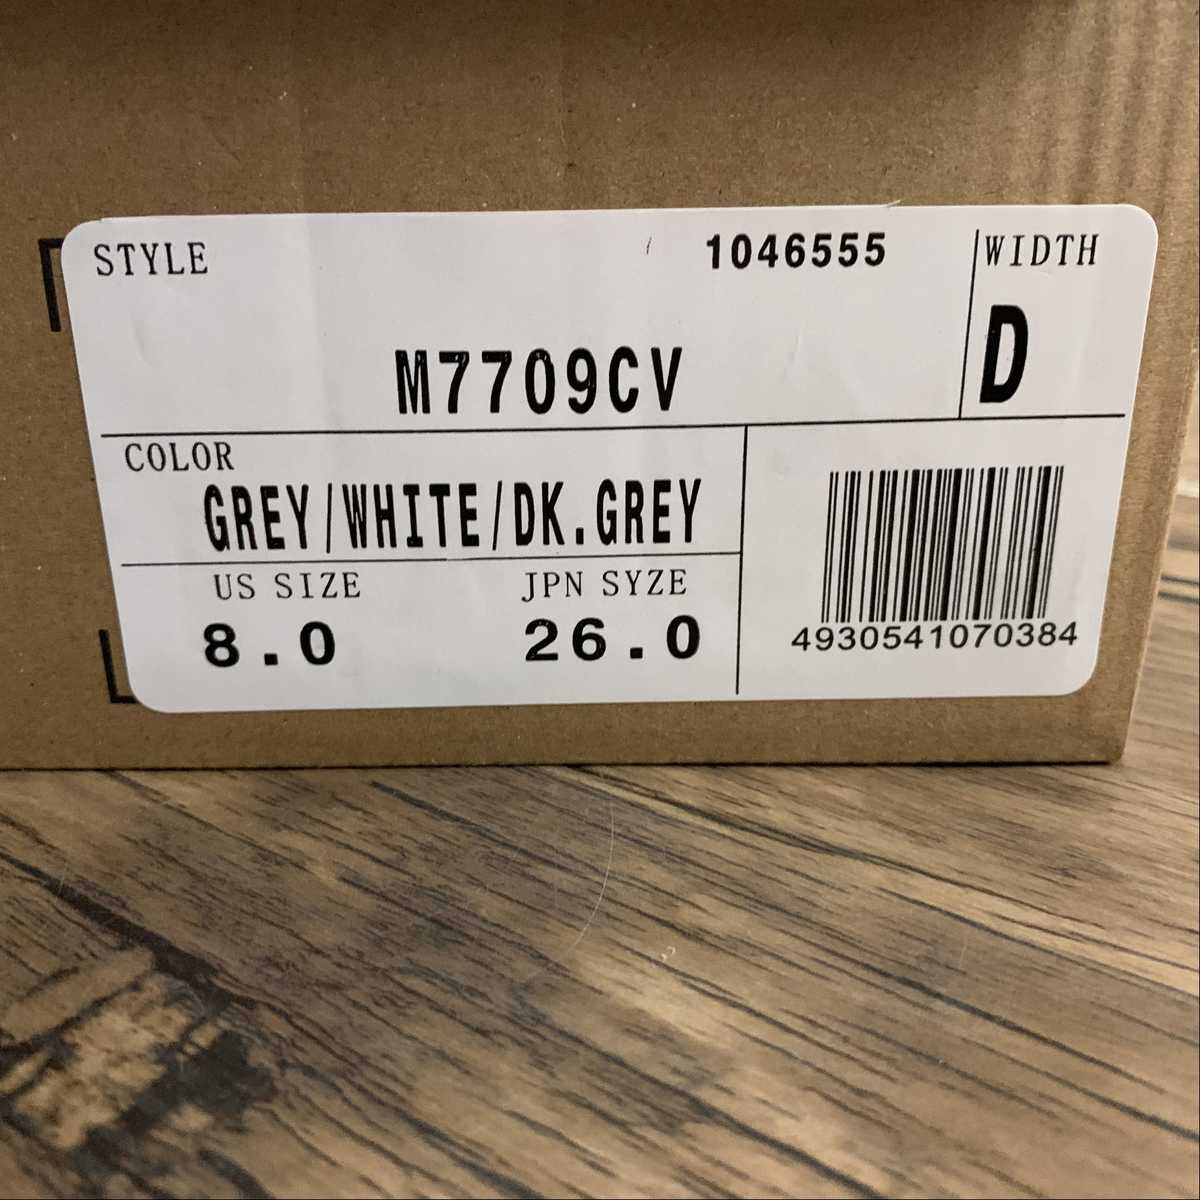 STYLE 1046555 WIDTH
M7709CV D
COLOR
GREY/WHITE/DK.GREY
US SIZE JPN SYZE
8.0 26.0
4930541070384